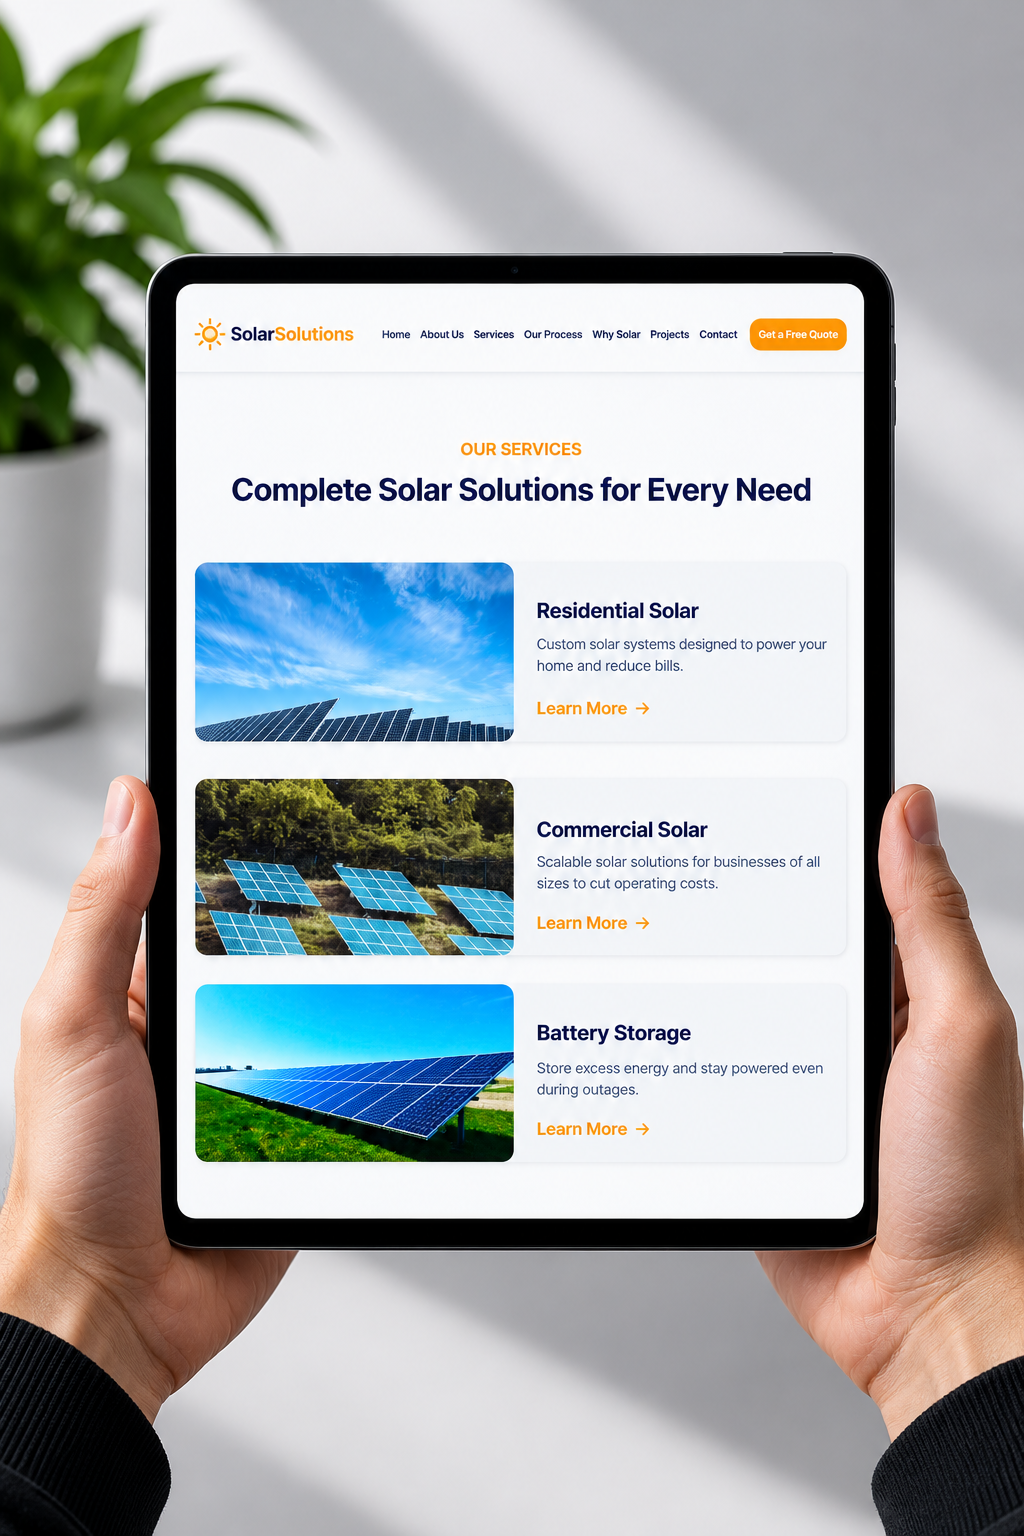 SolarSolutions
Home About Us Services Our Process Why Solar Projects Contact Get a Free Quote
OUR SERVICES
Complete Solar Solutions for Every Need
Residential Solar
Custom solar systems designed to power your
home and reduce bills.
Learn More →
Commercial Solar
Scalable solar solutions for businesses of all
sizes to cut operating costs.
Learn More →
Battery Storage
Store excess energy and stay powered even
during outages.
Learn More →